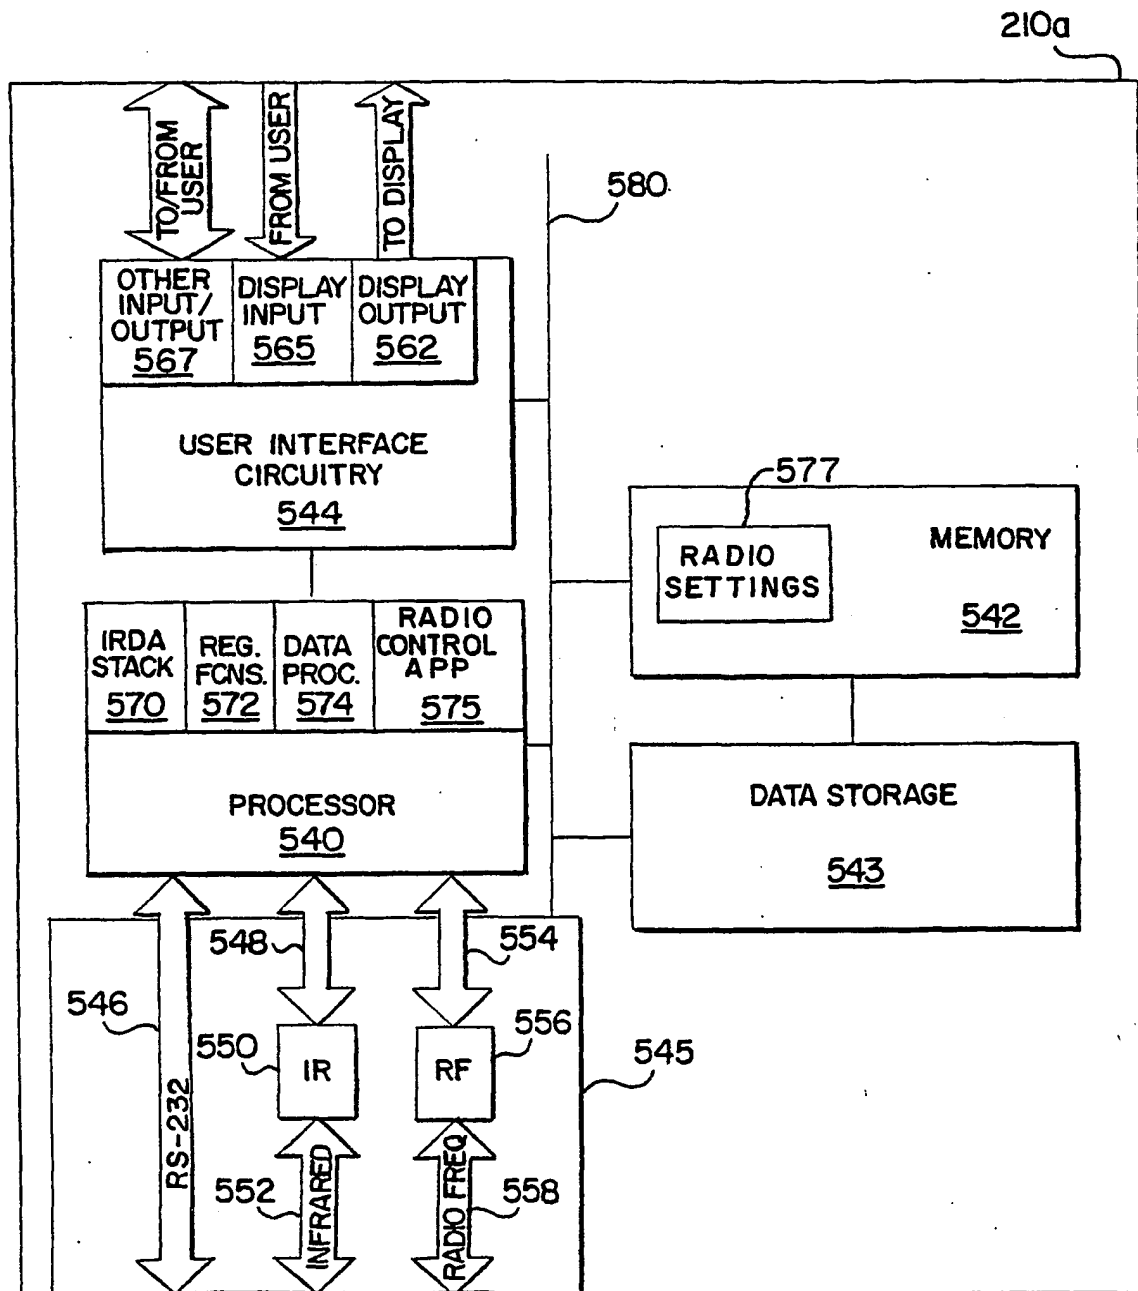 210a
TO/FROM
USER
FROM USER
TO DISPLAY
580
OTHER
INPUT/
OUTPUT
567
DISPLAY
INPUT
565
DISPLAY
OUTPUT
562
USER INTERFACE
CIRCUITRY
544
577
RADIO
SETTINGS
MEMORY
542
IRDA
STACK
570
REG.
FCNS.
572
DATA
PROC.
574
RADIO
CONTROL
APP
575
PROCESSOR
540
DATA STORAGE
543
548
554
546
550
IR
RF
556
545
RS-232
552
INFRARED
RADIO FREQ
558